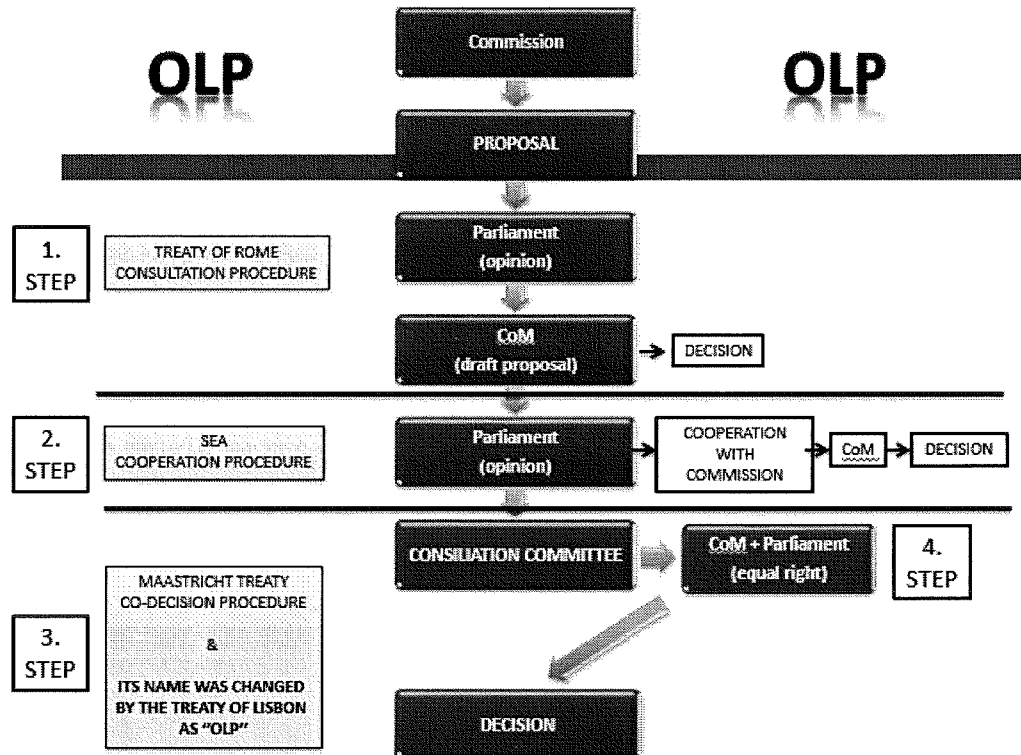 OLP
OLP
Commission
PROPOSAL
1.
STEP
TREATY OF ROME
CONSULTATION PROCEDURE
Parliament
(opinion)
CoM
(draft proposal)
DECISION
2.
STEP
SEA
COOPERATION PROCEDURE
Parliament
(opinion)
COOPERATION
WITH
COMMISSION
CoM
DECISION
CONSILIATION COMMITTEE
CoM + Parliament
(equal right)
4.
STEP
3.
STEP
MAASTRICHT TREATY
CO-DECISION PROCEDURE
&
ITS NAME WAS CHANGED
BY THE TREATY OF LISBON
AS "OLP"
DECISION